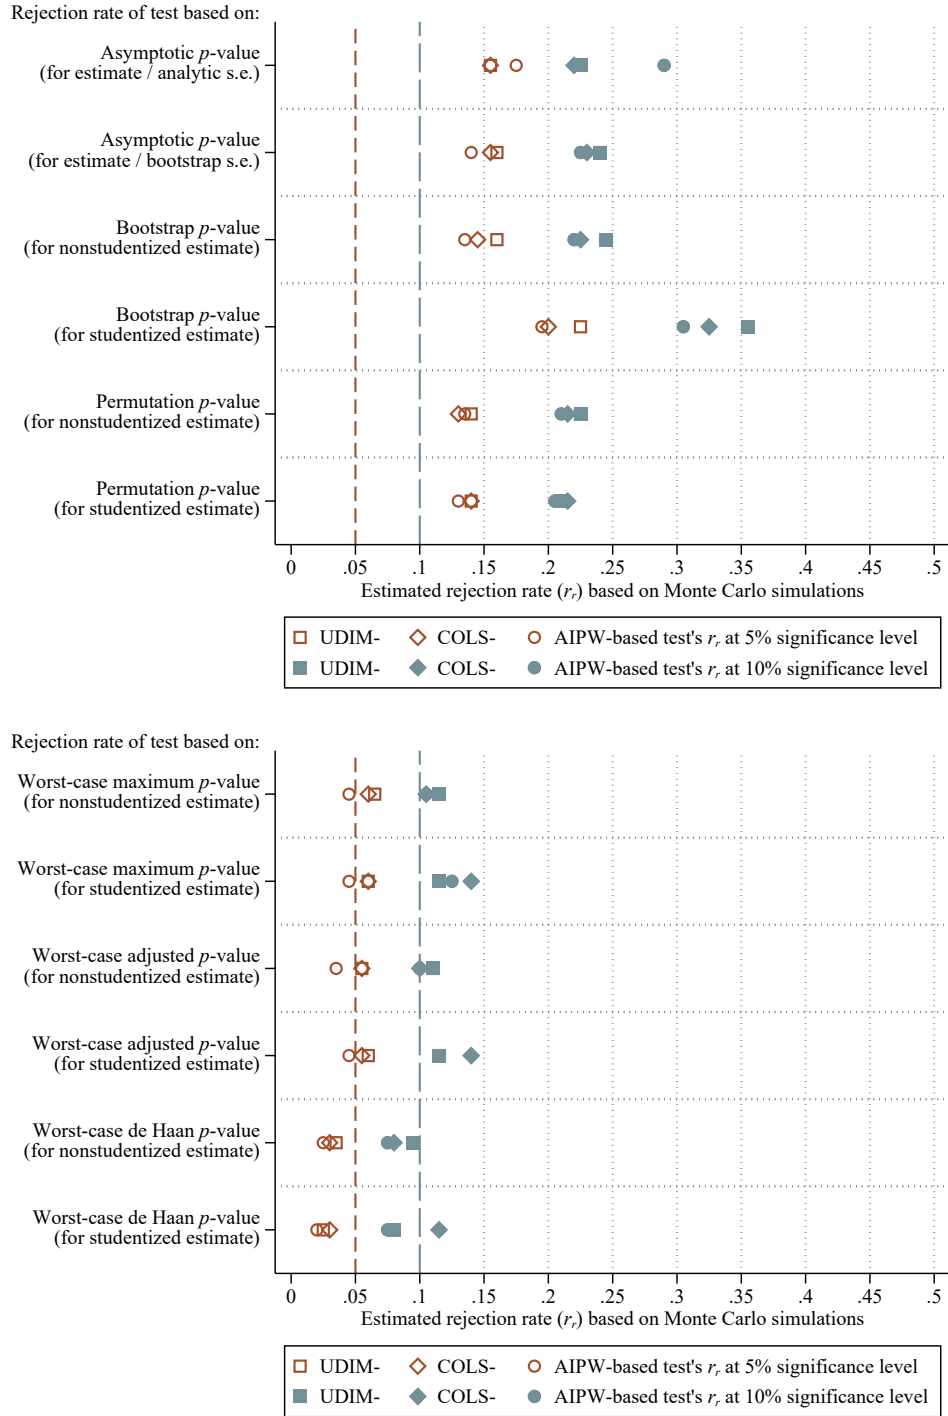 Rejection rate of test based on:
Asymptotic p-value
(for estimate / analytic s.e.)
Asymptotic p-value
(for estimate / bootstrap s.e.)
Bootstrap p-value
(for nonstudentized estimate)
Bootstrap p-value
(for studentized estimate)
Permutation p-value
(for nonstudentized estimate)
Permutation p-value
(for studentized estimate)
0 .05 .1 .15 .2 .25 .3 .35 .4 .45 .5
Estimated rejection rate (rᵣ) based on Monte Carlo simulations
UDIM- COLS- AIPW-based test's rᵣ at 5% significance level
UDIM- COLS- AIPW-based test's rᵣ at 10% significance level
Rejection rate of test based on:
Worst-case maximum p-value
(for nonstudentized estimate)
Worst-case maximum p-value
(for studentized estimate)
Worst-case adjusted p-value
(for nonstudentized estimate)
Worst-case adjusted p-value
(for studentized estimate)
Worst-case de Haan p-value
(for nonstudentized estimate)
Worst-case de Haan p-value
(for studentized estimate)
0 .05 .1 .15 .2 .25 .3 .35 .4 .45 .5
Estimated rejection rate (rᵣ) based on Monte Carlo simulations
UDIM- COLS- AIPW-based test's rᵣ at 5% significance level
UDIM- COLS- AIPW-based test's rᵣ at 10% significance level